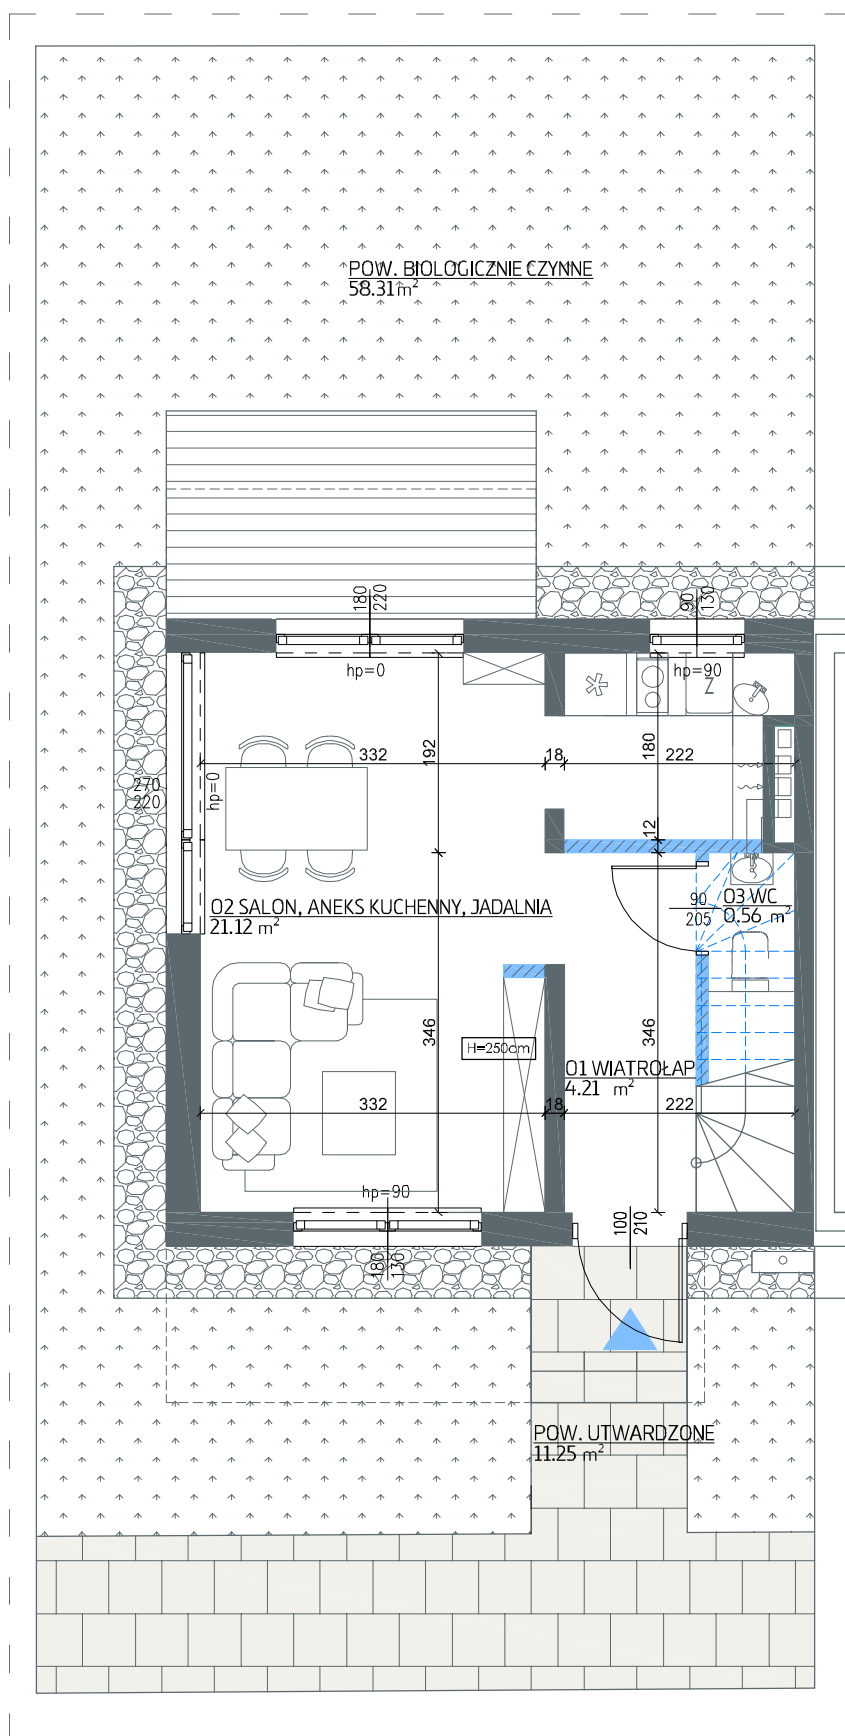 POW. BIOLOGICZNIE CZYNNE
58.31 m²
180
220
90
130
hp=0
hp=90
Z
332
192
18
180
222
270
220
hp=0
12
02 SALON, ANEKS KUCHENNY, JADALNIA
21.12 m²
90
205
03 WC
0.56 m²
346
H=250cm
346
01 WIATROŁAP
4.21 m²
332
18
222
hp=90
180
130
100
210
POW. UTWARDZONE
11.25 m²